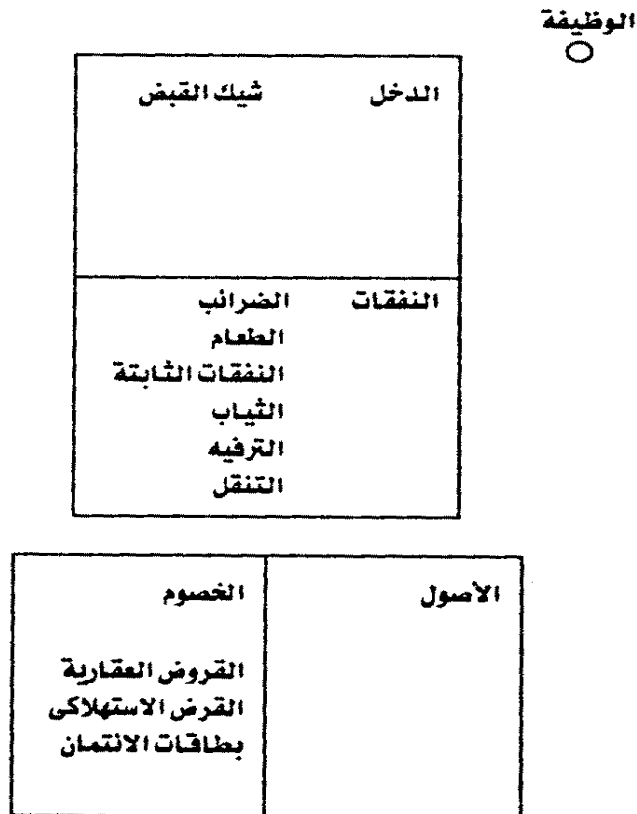 الوظيفة
الدخل شيك القبض
النفقات الضرائب
الطعام
النفقات الثابتة
الثياب
الترفيه
التنقل
الأصول الخصوم
القروض العقارية
القرض الاستهلاكى
بطاقات الائتمان